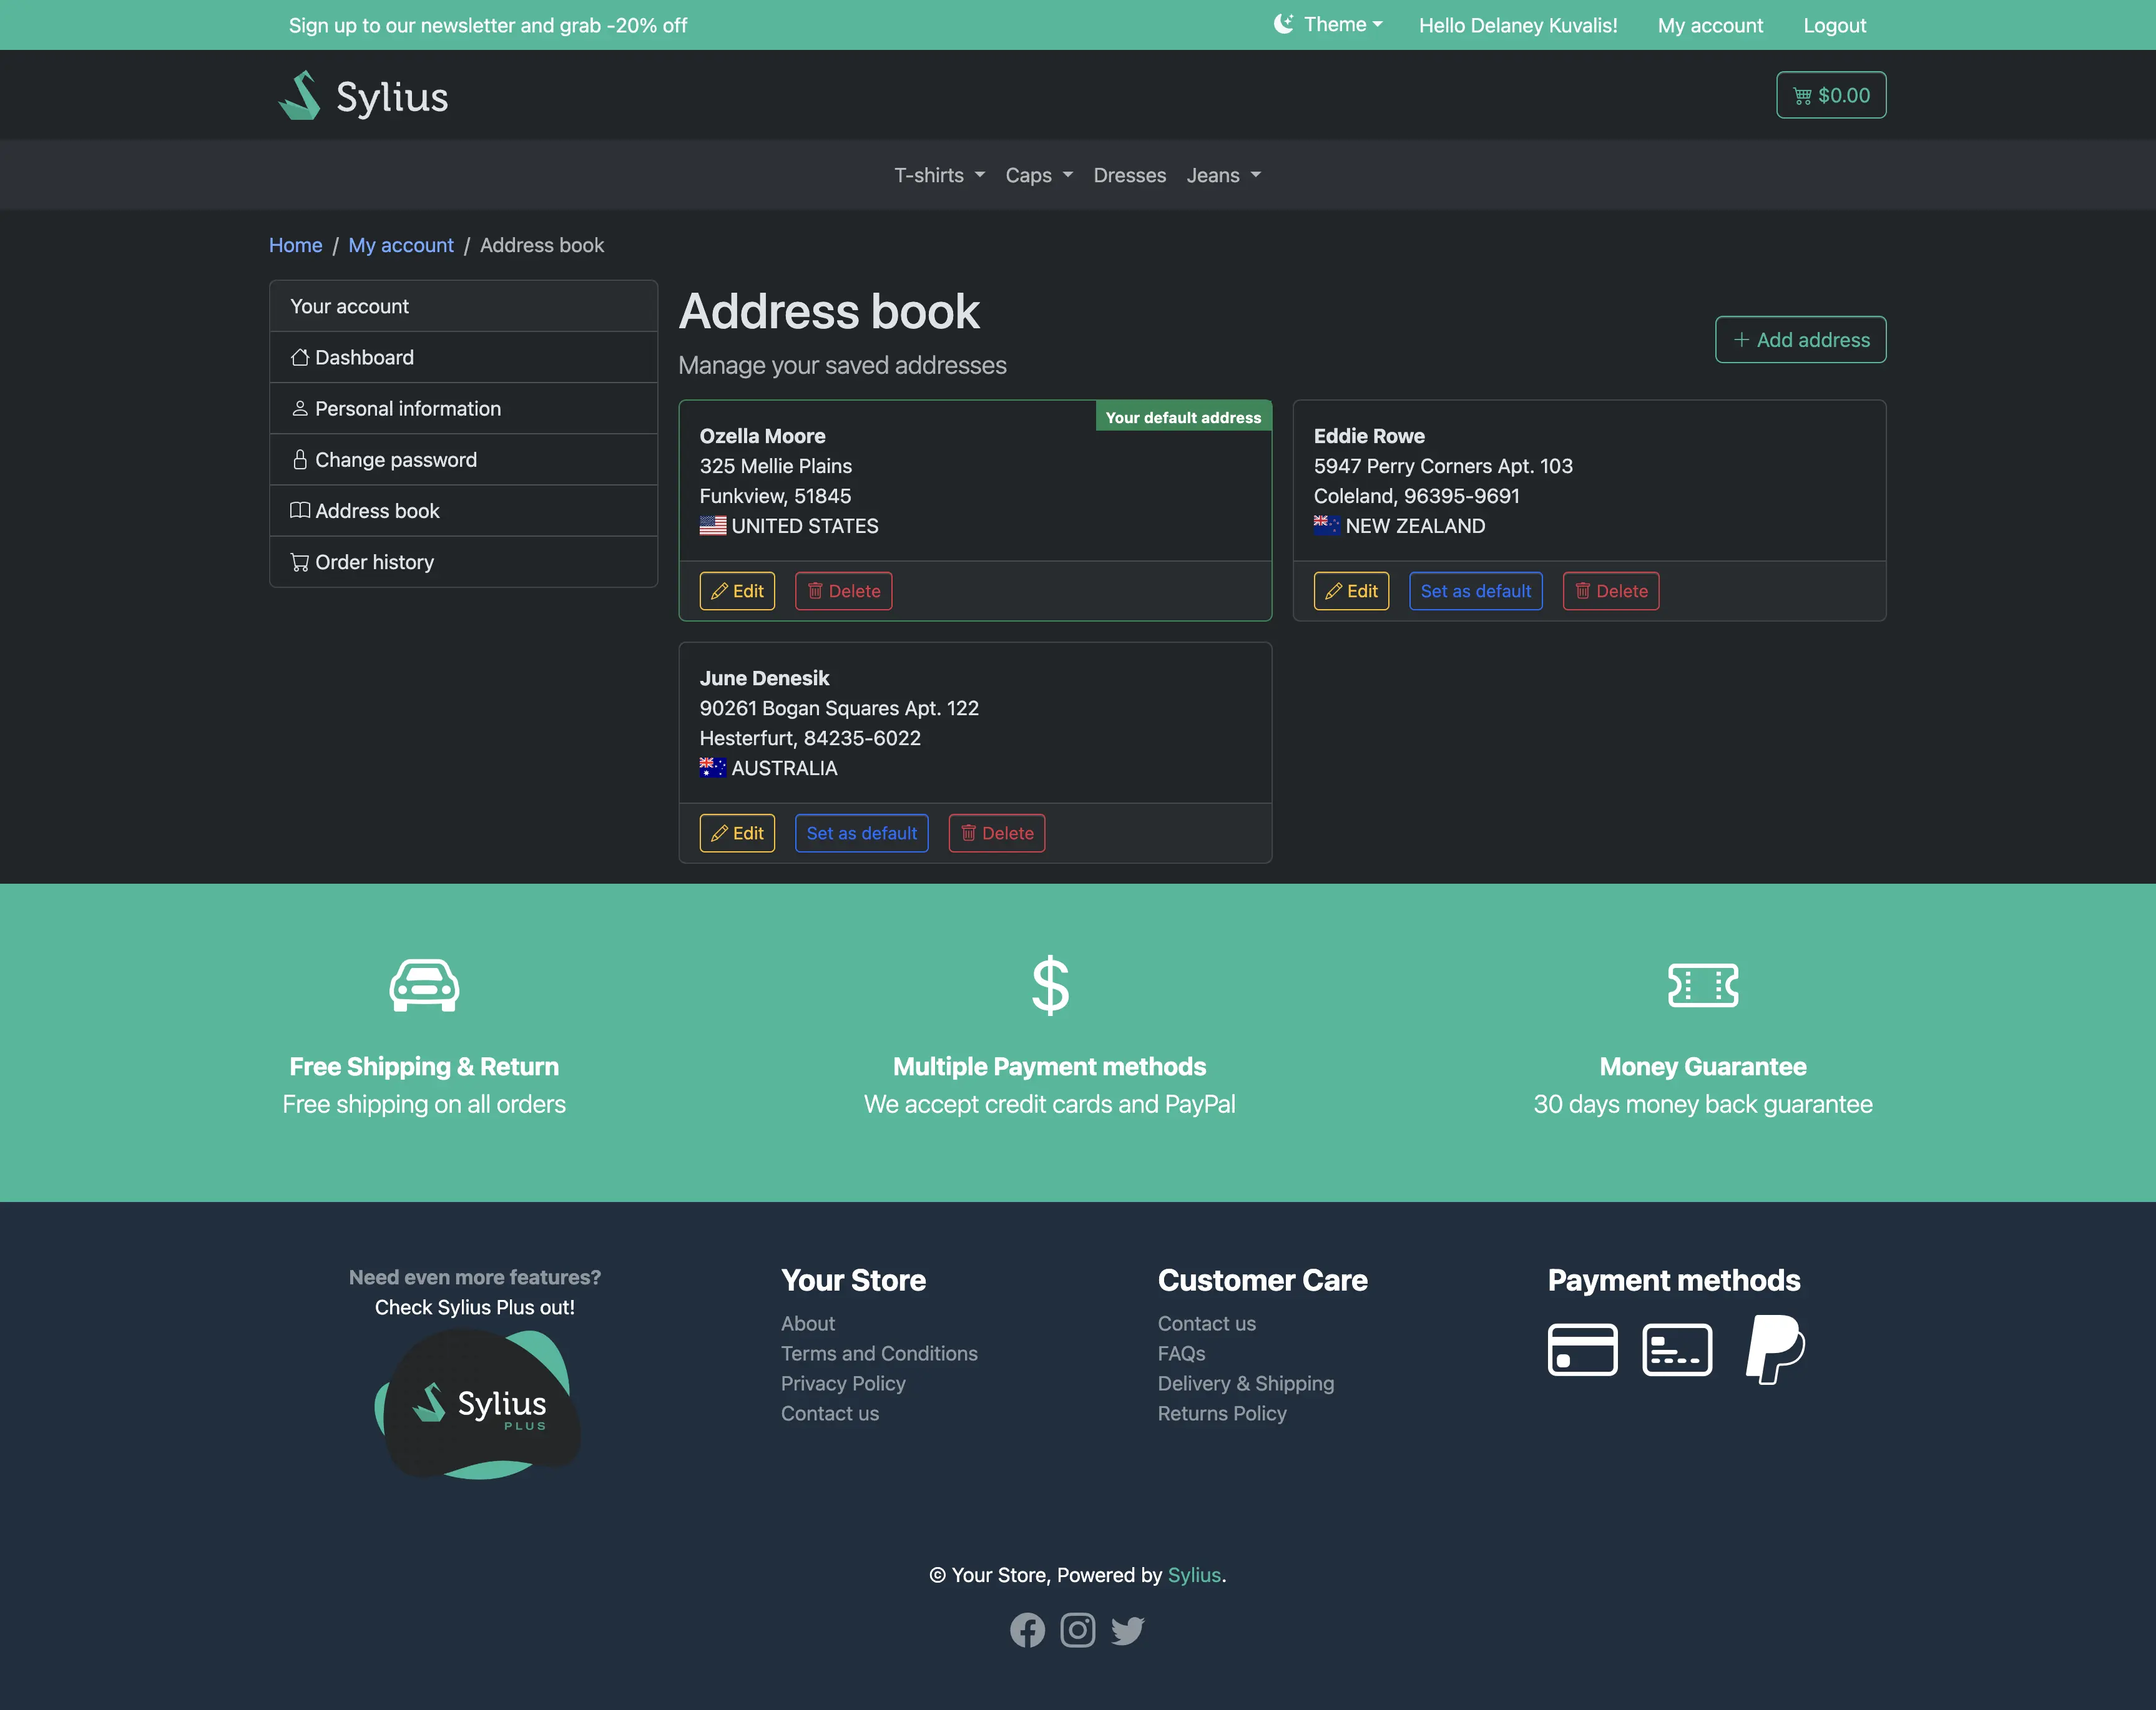 Sign up to our newsletter and grab -20% off
Theme
Hello Delaney Kuvalis!
My account
Logout
Sylius
$0.00
T-shirts
Caps
Dresses
Jeans
Home / My account / Address book
Your account
Dashboard
Personal information
Change password
Address book
Order history
Address book
Manage your saved addresses
+ Add address
Your default address
Ozella Moore
325 Mellie Plains
Funkview, 51845
UNITED STATES
Edit
Delete
Eddie Rowe
5947 Perry Corners Apt. 103
Coleland, 96395-9691
NEW ZEALAND
Edit
Set as default
Delete
June Denesik
90261 Bogan Squares Apt. 122
Hesterfurt, 84235-6022
AUSTRALIA
Edit
Set as default
Delete
Free Shipping & Return
Free shipping on all orders
$
Multiple Payment methods
We accept credit cards and PayPal
Money Guarantee
30 days money back guarantee
Need even more features?
Check Sylius Plus out!
Sylius
PLUS
Your Store
About
Terms and Conditions
Privacy Policy
Contact us
Customer Care
Contact us
FAQs
Delivery & Shipping
Returns Policy
Payment methods
© Your Store, Powered by Sylius.